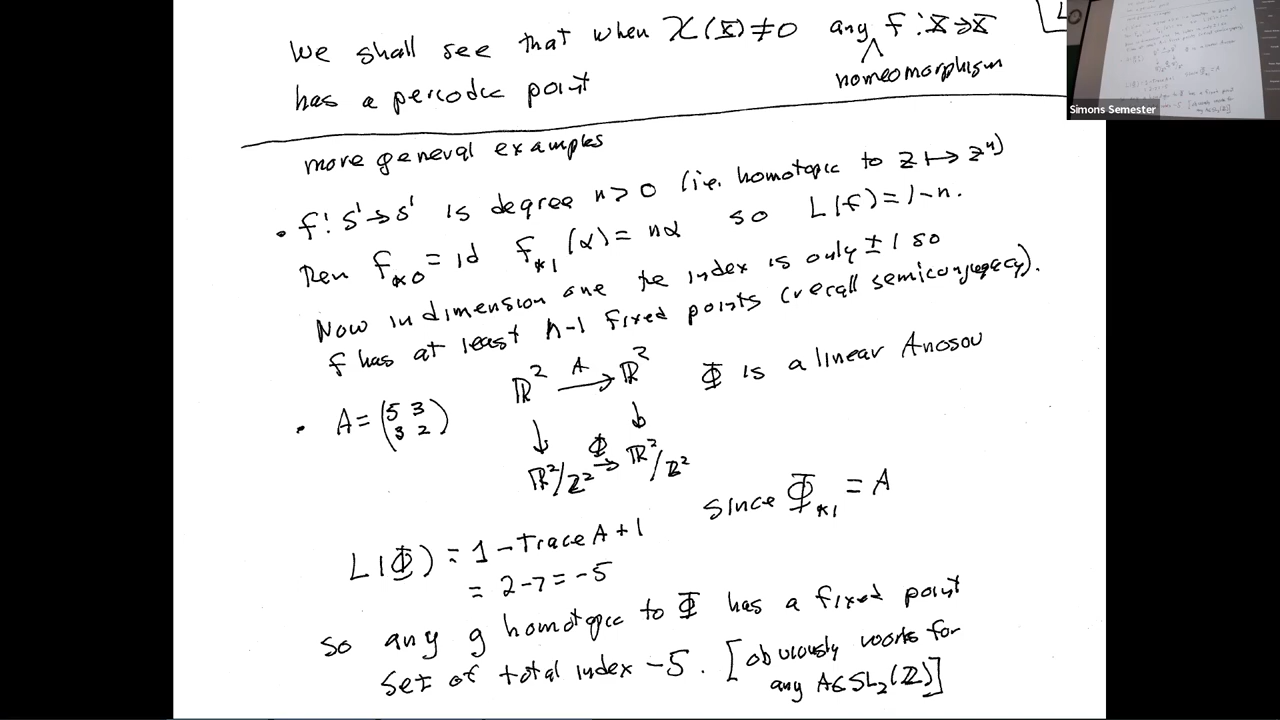 We shall see that when χ(X)≠0 any f : X→X
homeomorphism
has a periodic point
more general examples
• f: S¹→S¹ is degree n>0 (i.e. homotopic to z↦zⁿ)
Then f_{*0} = id f_{*1}(α) = nα so L(f) = 1-n.
Now in dimension one the index is only ±1 so
f has at least n-1 fixed points (recall semiconjugacy).
• A = (5 3
3 2) ℝ² →A ℝ² Φ is a linear Anosov
↓ ↓
ℝ²/ℤ² →Φ ℝ²/ℤ²
since Φ_{*1} = A
L(Φ) = 1 - Trace A + 1
= 2-7 = -5
So any g homotopic to Φ has a fixed point
set of total index -5. [obviously works for
any A∈SL₂(ℤ)]
Simons Semester